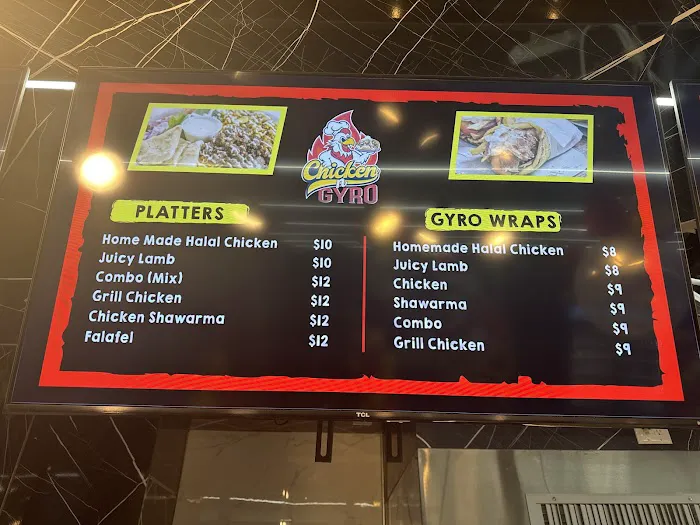 Chicken
N
GYRO
PLATTERS
Home Made Halal Chicken $10
Juicy Lamb $10
Combo (Mix) $12
Grill Chicken $12
Chicken Shawarma $12
Falafel $12
GYRO WRAPS
Homemade Halal Chicken $8
Juicy Lamb $8
Chicken $9
Shawarma $9
Combo $9
Grill Chicken $9
TCL